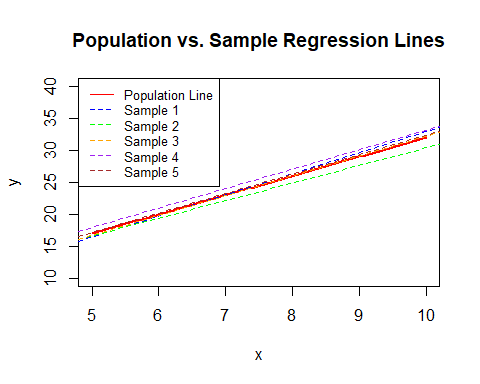 Population vs. Sample Regression Lines
Population Line
Sample 1
Sample 2
Sample 3
Sample 4
Sample 5
y
40
35
30
25
20
15
10
5 6 7 8 9 10
x